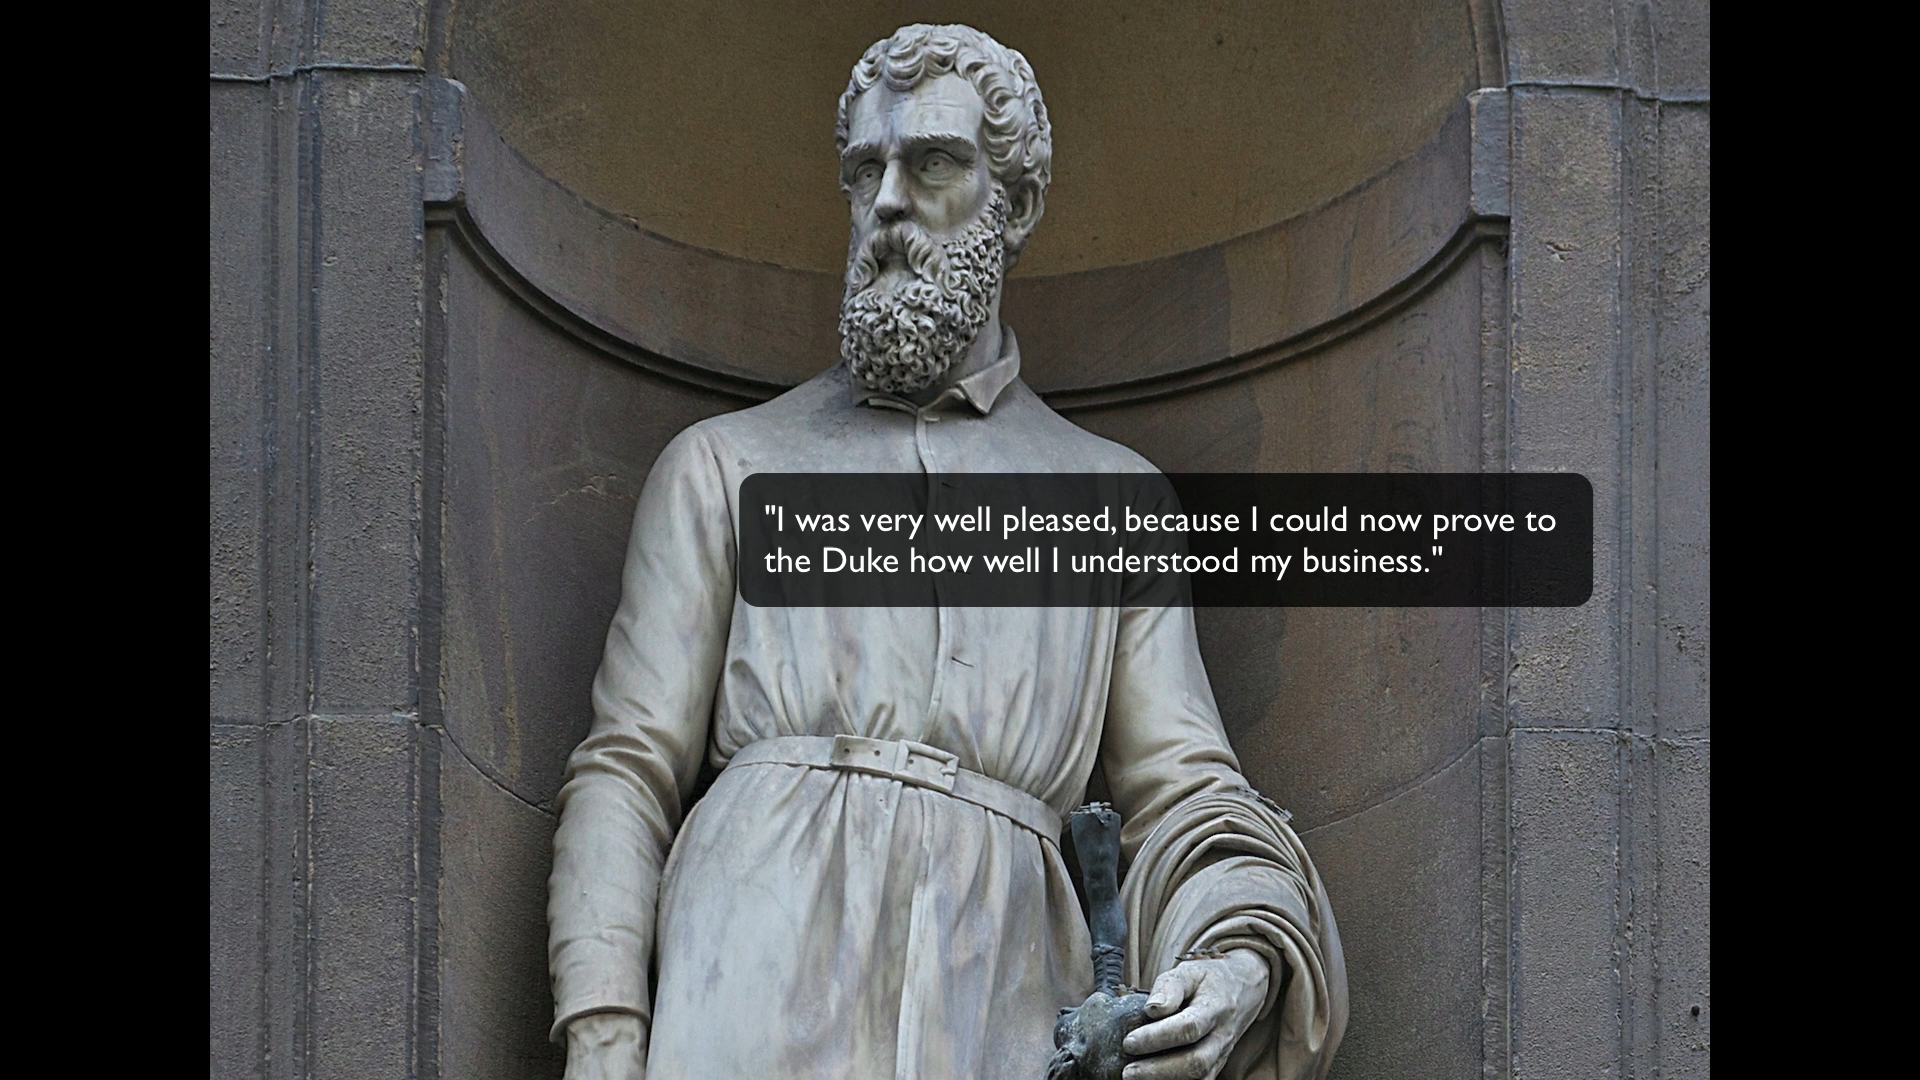 "I was very well pleased, because I could now prove to
the Duke how well I understood my business."